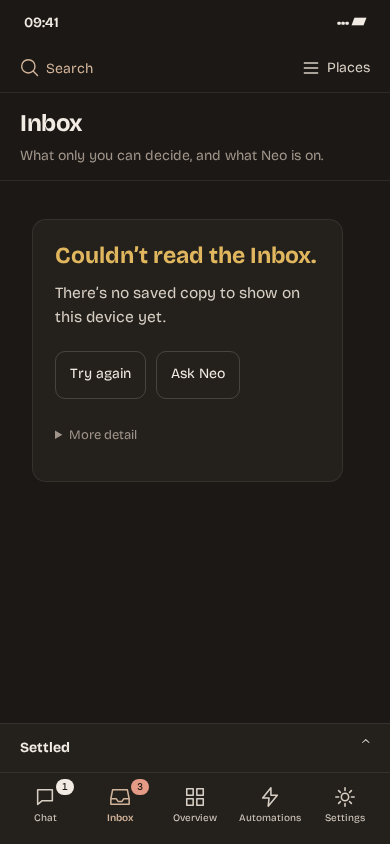 09:41
Search
Places
Inbox
What only you can decide, and what Neo is on.
Couldn’t read the Inbox.
There’s no saved copy to show on
this device yet.
Try again
Ask Neo
More detail
Settled
1
3
Chat
Inbox
Overview
Automations
Settings